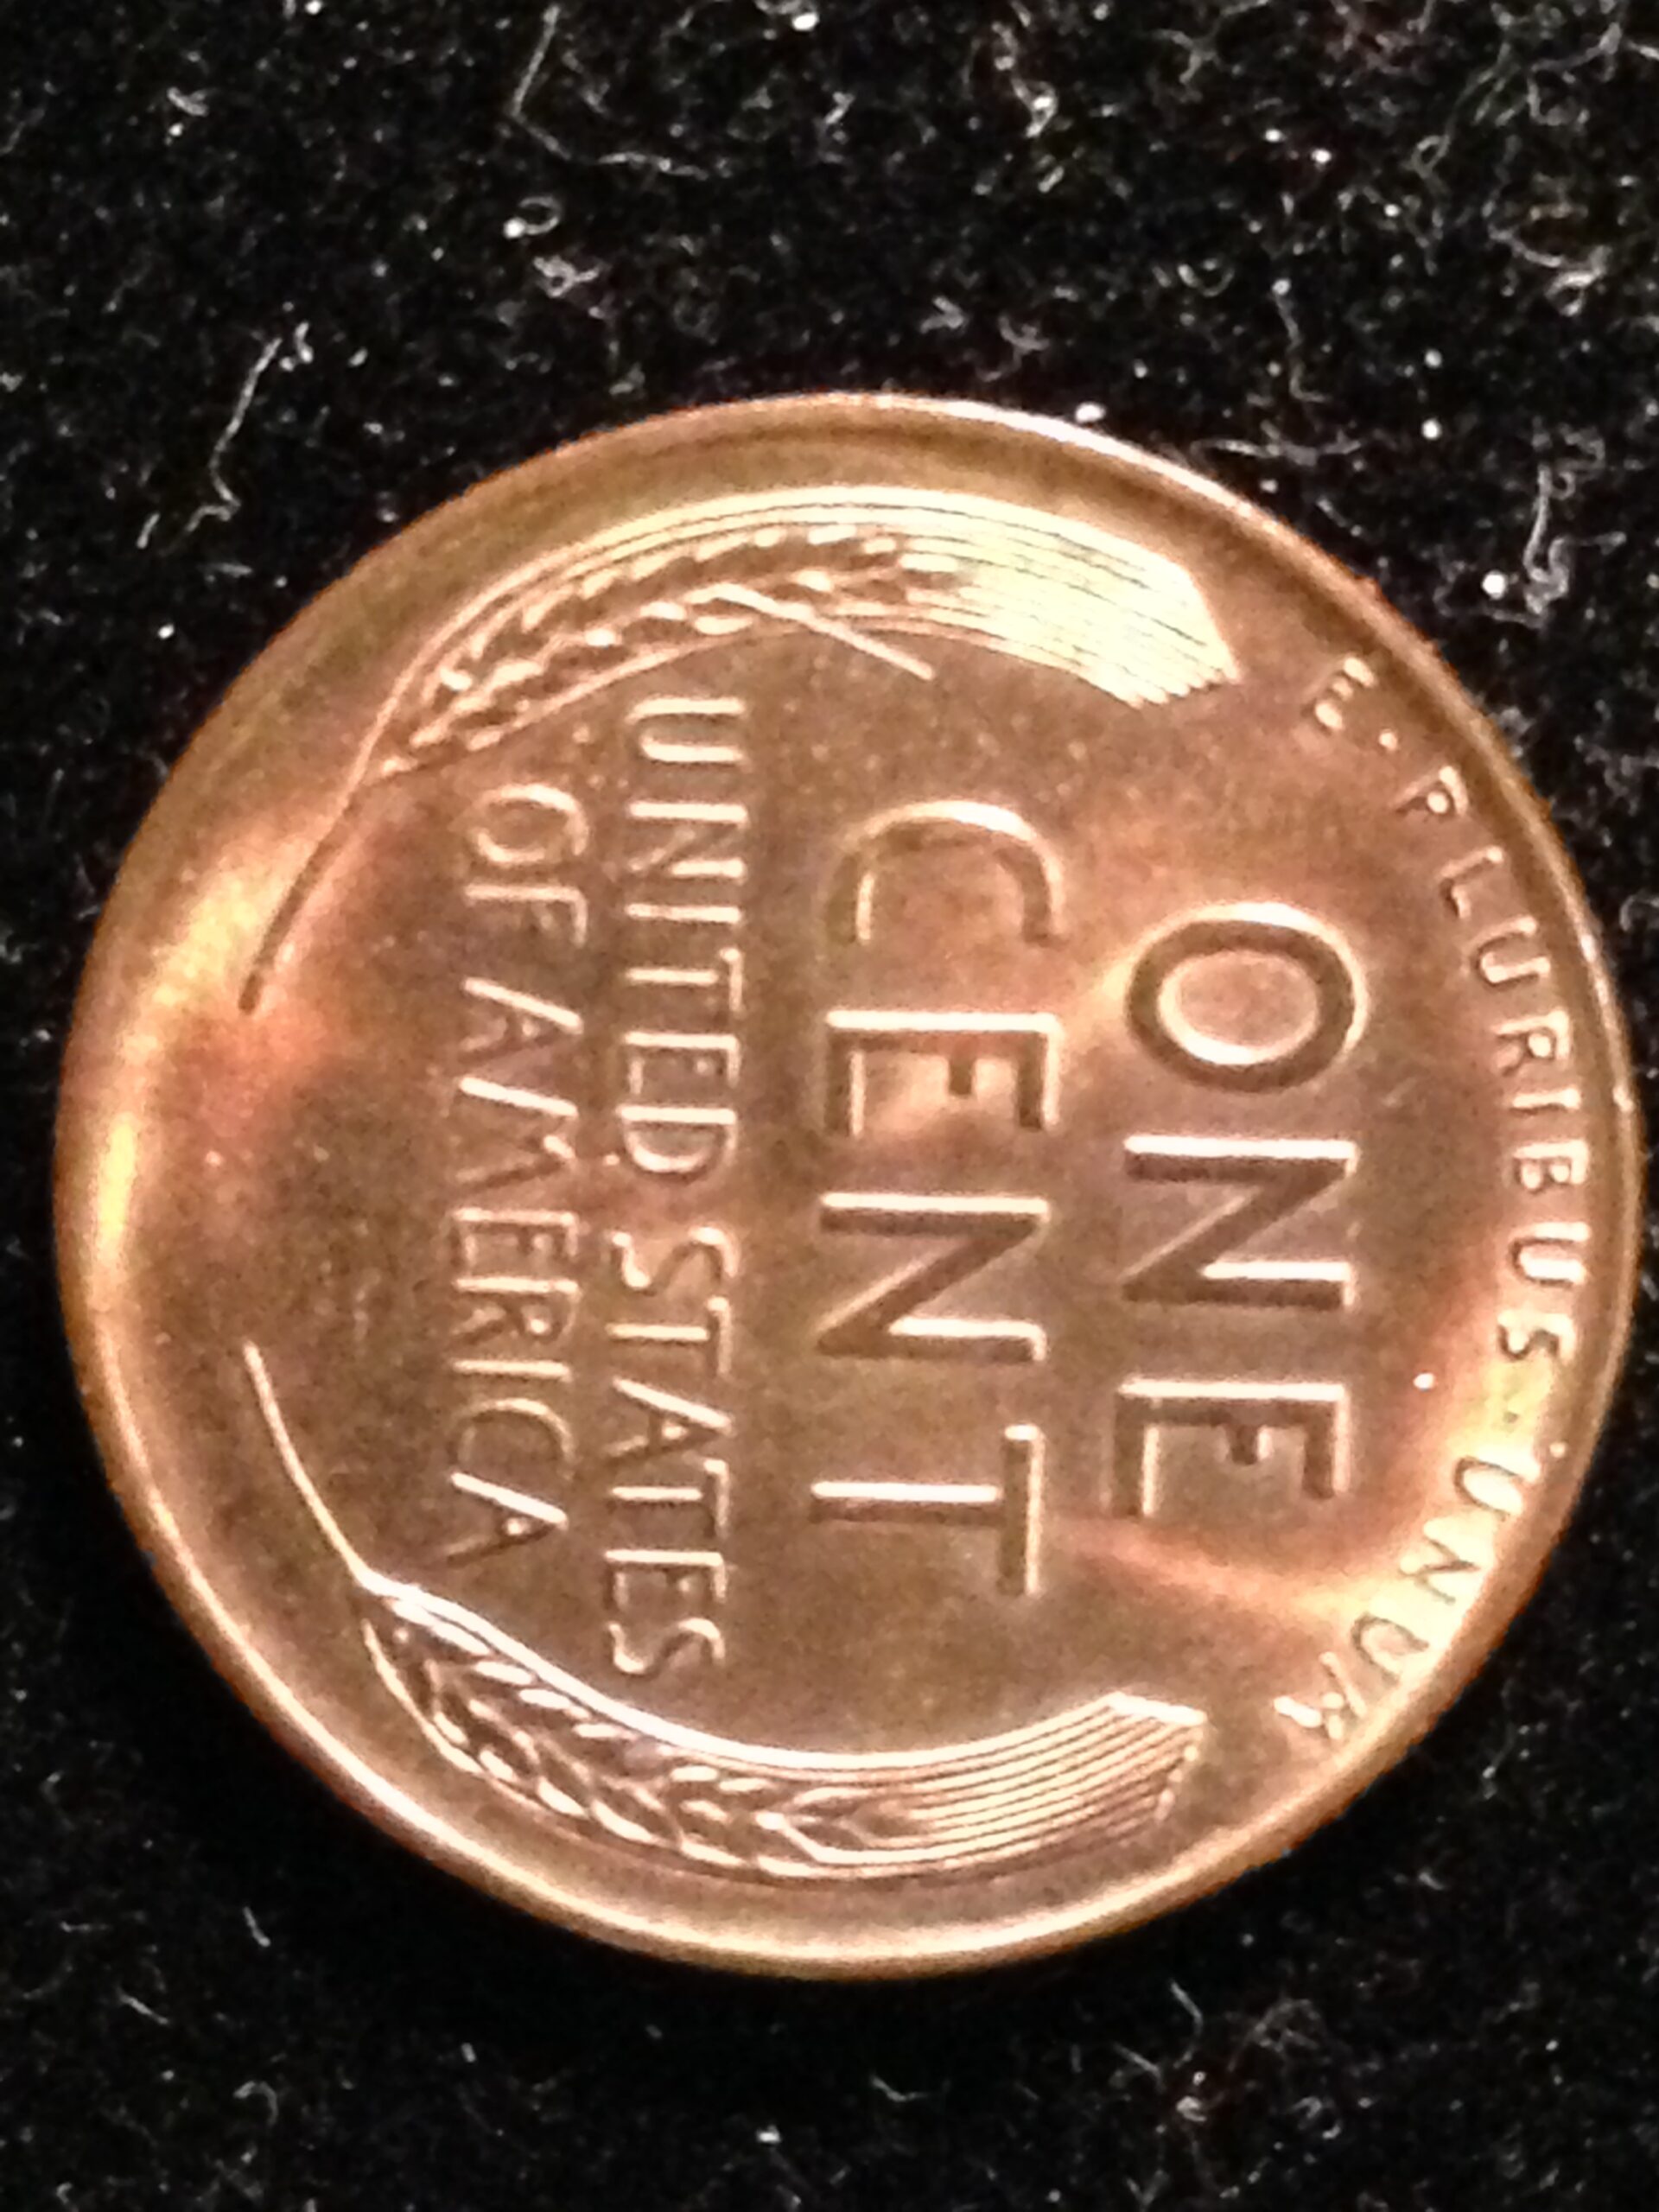 E·PLURIBUS·UNUM
ONE
CENT
UNITED STATES
OF AMERICA